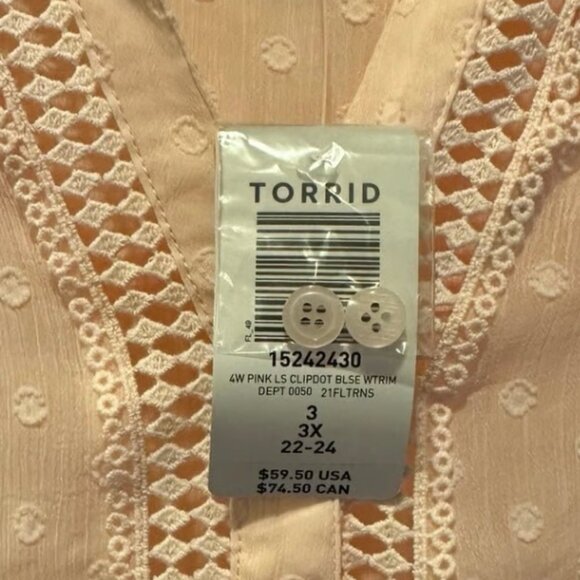 TORRID
FL_40
15242430
4W PINK LS CLIPDOT BLSE WTRIM
DEPT 0050 21FLTRNS
3
3X
22-24
$59.50 USA
$74.50 CAN